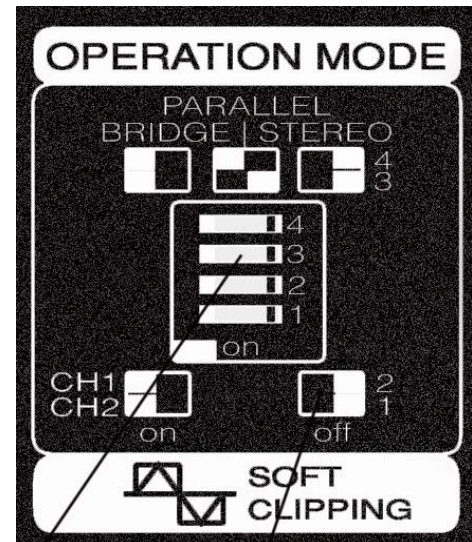 OPERATION MODE
PARALLEL
BRIDGE | STEREO
4
3
4
3
2
1
on
CH1 2
CH2 1
on off
SOFT
CLIPPING